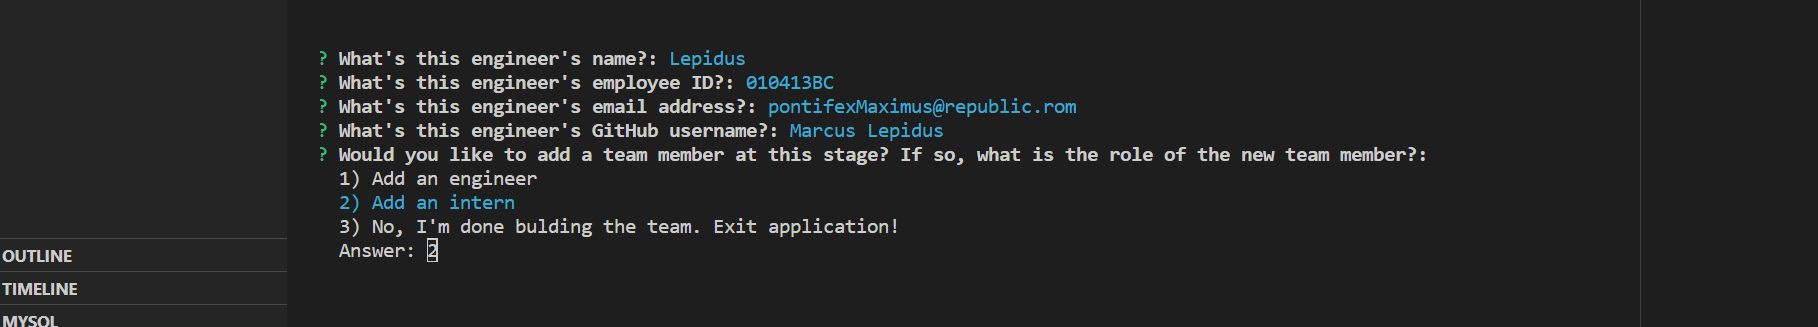 ? What's this engineer's name?: Lepidus
? What's this engineer's employee ID?: 010413BC
? What's this engineer's email address?: pontifexMaximus@republic.rom
? What's this engineer's GitHub username?: Marcus Lepidus
? Would you like to add a team member at this stage? If so, what is the role of the new team member?:
1) Add an engineer
2) Add an intern
3) No, I'm done bulding the team. Exit application!
Answer: 2
OUTLINE
TIMELINE
MYSQL